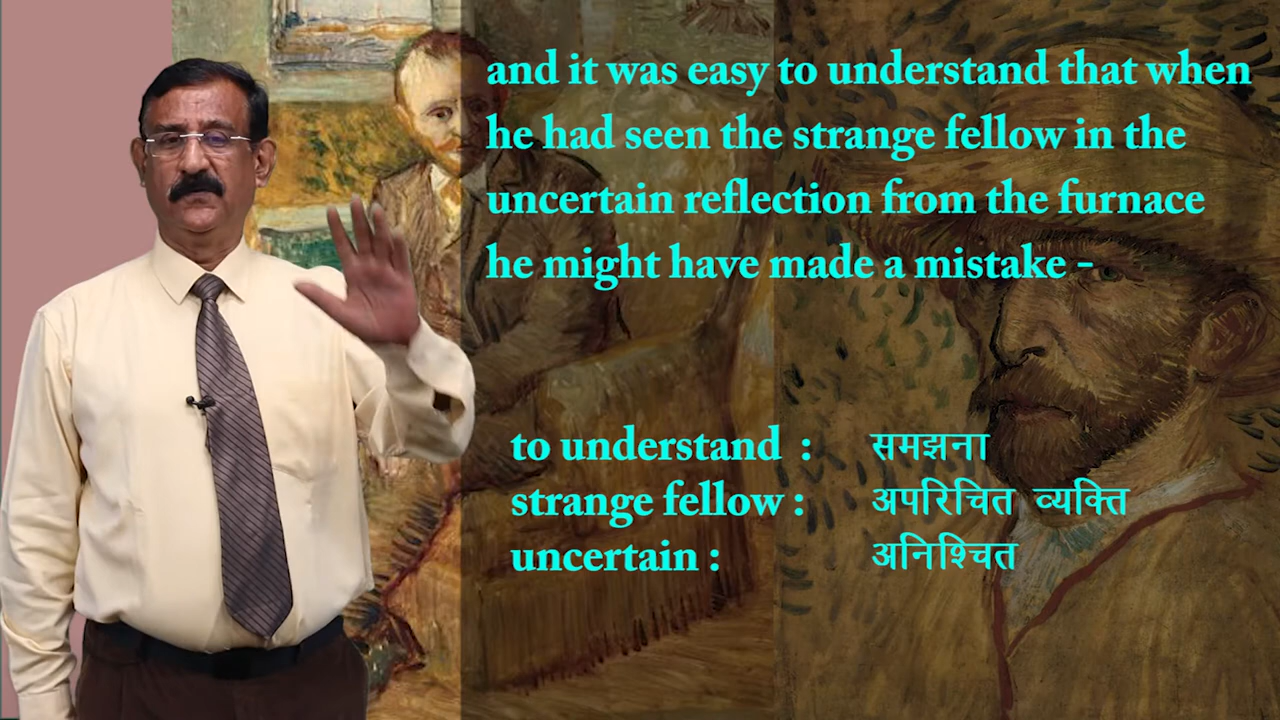 and it was easy to understand that when
he had seen the strange fellow in the
uncertain reflection from the furnace
he might have made a mistake -
to understand : समझना
strange fellow : अपरिचित व्यक्ति
uncertain : अनिश्चित